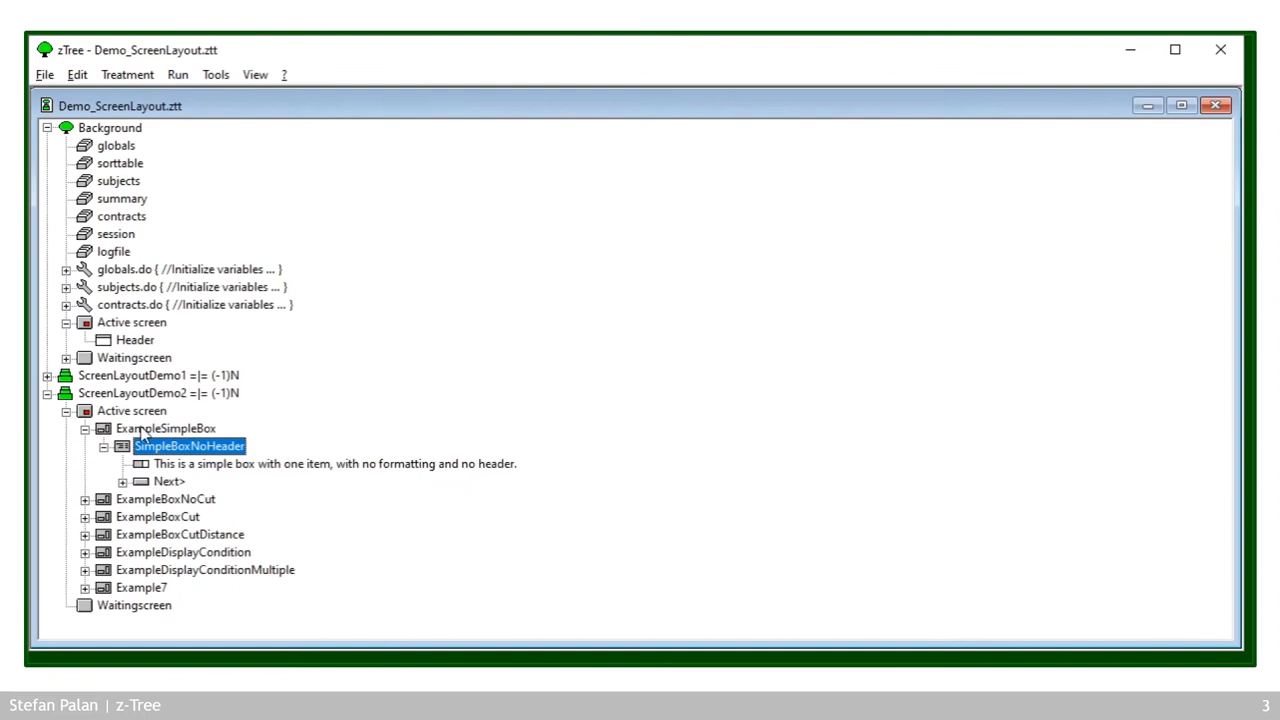 zTree - Demo_ScreenLayout.ztt
File Edit Treatment Run Tools View ?
Demo_ScreenLayout.ztt
Background
globals
sorttable
subjects
summary
contracts
session
logfile
globals.do { //Initialize variables ... }
subjects.do { //Initialize variables ... }
contracts.do { //Initialize variables ... }
Active screen
Header
Waitingscreen
ScreenLayoutDemo1 =|= (-1)N
ScreenLayoutDemo2 =|= (-1)N
Active screen
ExampleSimpleBox
SimpleBoxNoHeader
This is a simple box with one item, with no formatting and no header.
Next>
ExampleBoxNoCut
ExampleBoxCut
ExampleBoxCutDistance
ExampleDisplayCondition
ExampleDisplayConditionMultiple
Example7
Waitingscreen
Stefan Palan | z-Tree 3